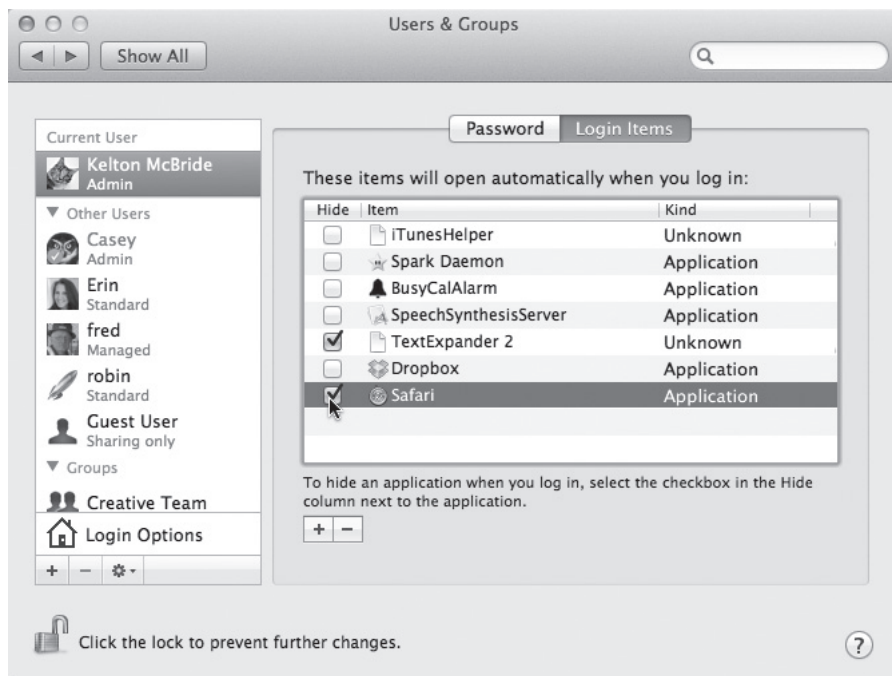 Users & Groups
Show All
Current User
Kelton McBride
Admin
Other Users
Casey
Admin
Erin
Standard
fred
Managed
robin
Standard
Guest User
Sharing only
Groups
Creative Team
Login Options
Password Login Items
These items will open automatically when you log in:
Hide Item Kind
iTunesHelper Unknown
Spark Daemon Application
BusyCalAlarm Application
SpeechSynthesisServer Application
TextExpander 2 Unknown
Dropbox Application
Safari Application
To hide an application when you log in, select the checkbox in the Hide
column next to the application.
Click the lock to prevent further changes.